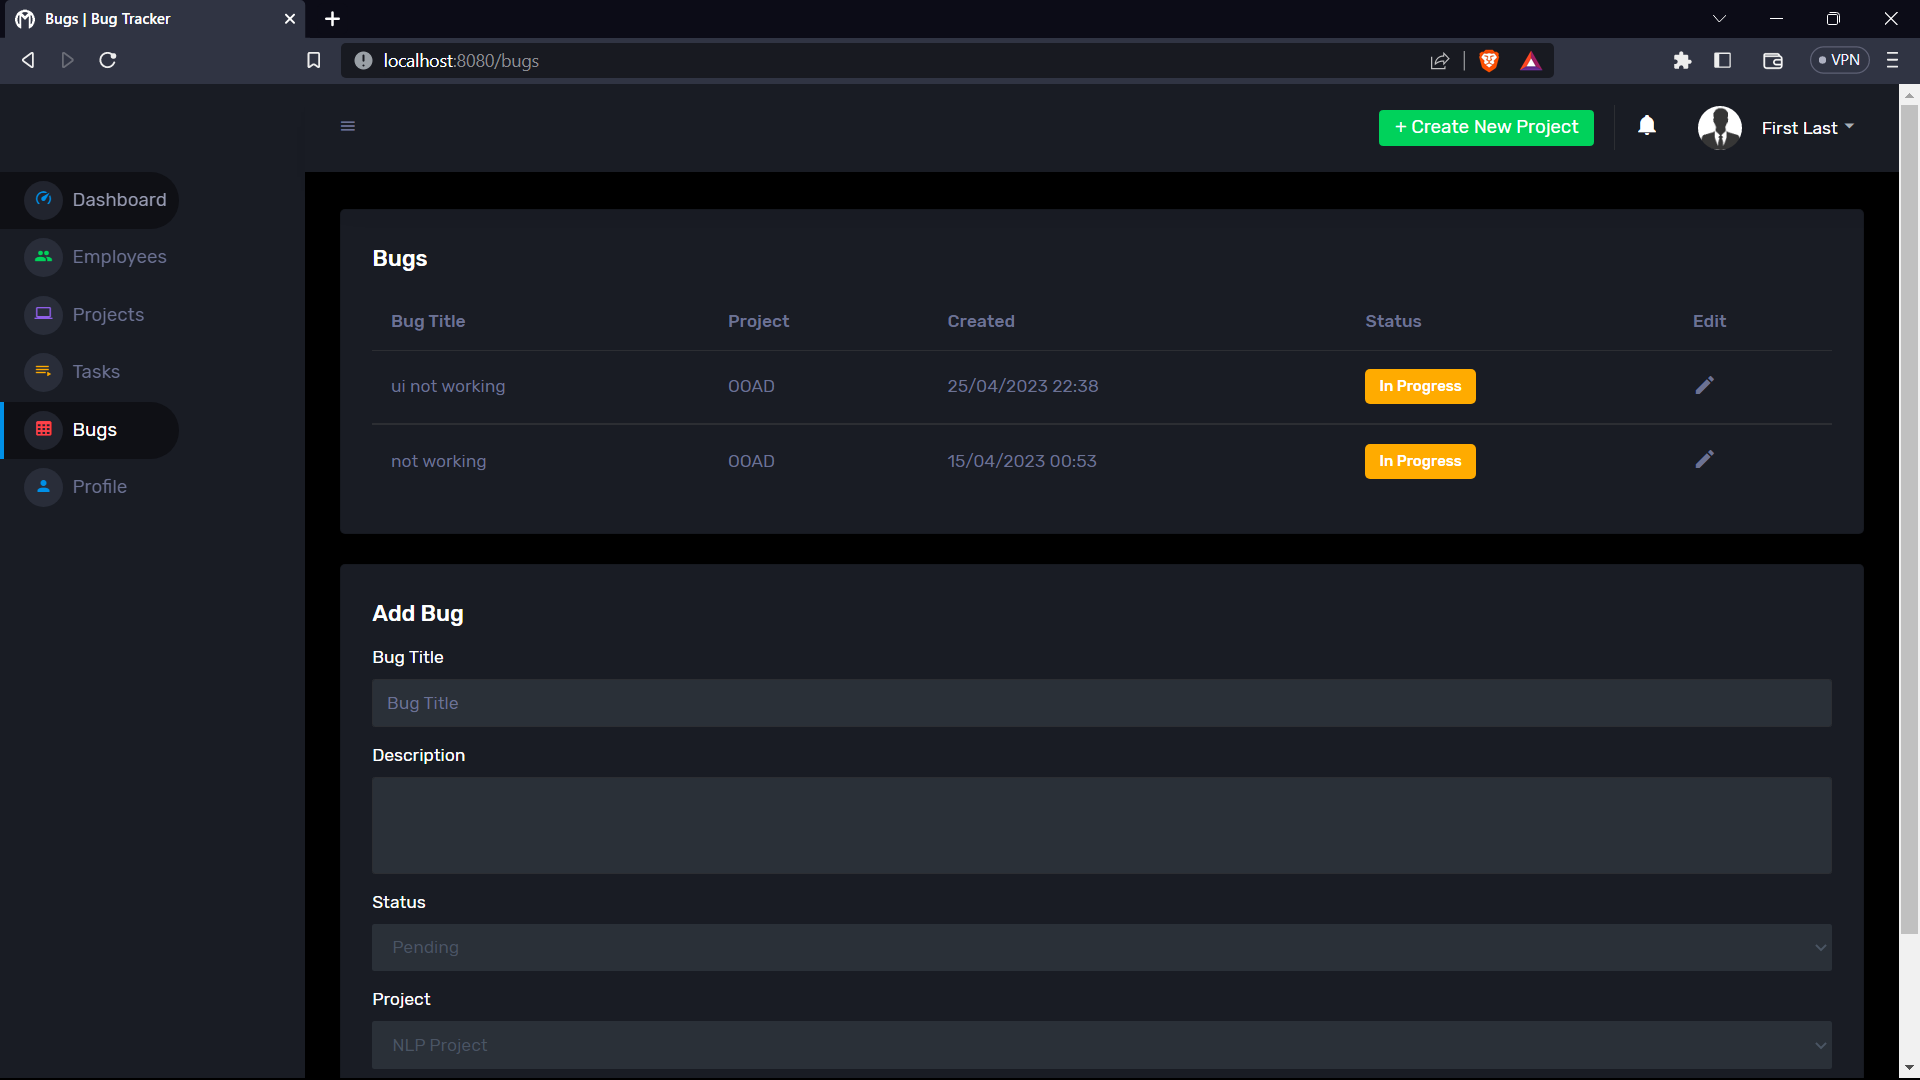 Bugs | Bug Tracker
localhost:8080/bugs
VPN
+ Create New Project
First Last
Dashboard
Employees
Projects
Tasks
Bugs
Profile
Bugs
Bug Title Project Created Status Edit
ui not working OOAD 25/04/2023 22:38 In Progress
not working OOAD 15/04/2023 00:53 In Progress
Add Bug
Bug Title
Bug Title
Description
Status
Pending
Project
NLP Project